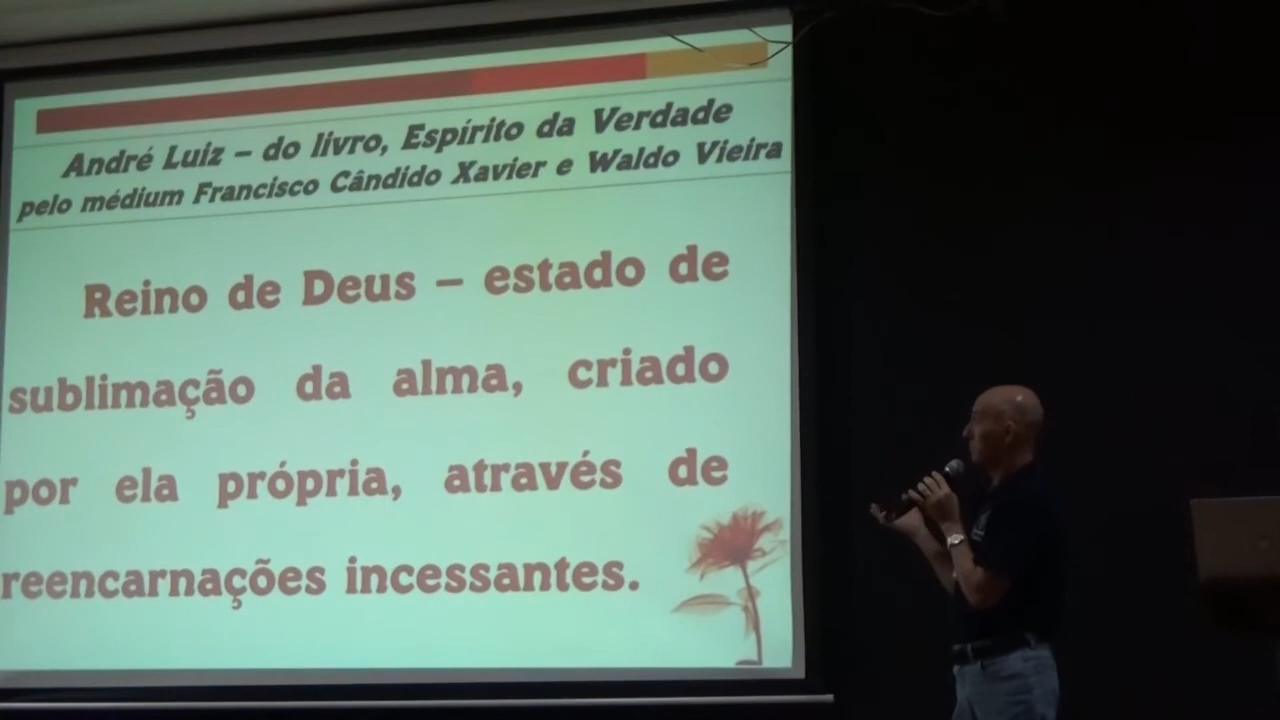 André Luiz – do livro, Espírito da Verdade
pelo médium Francisco Cândido Xavier e Waldo Vieira
Reino de Deus – estado de
sublimação da alma, criado
por ela própria, através de
reencarnações incessantes.